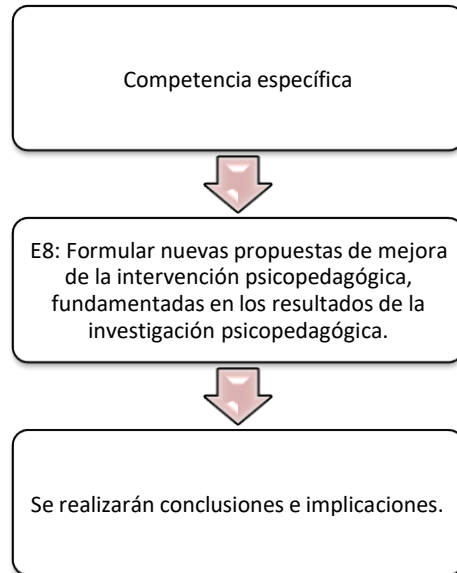 Competencia específica
E8: Formular nuevas propuestas de mejora
de la intervención psicopedagógica,
fundamentadas en los resultados de la
investigación psicopedagógica.
Se realizarán conclusiones e implicaciones.